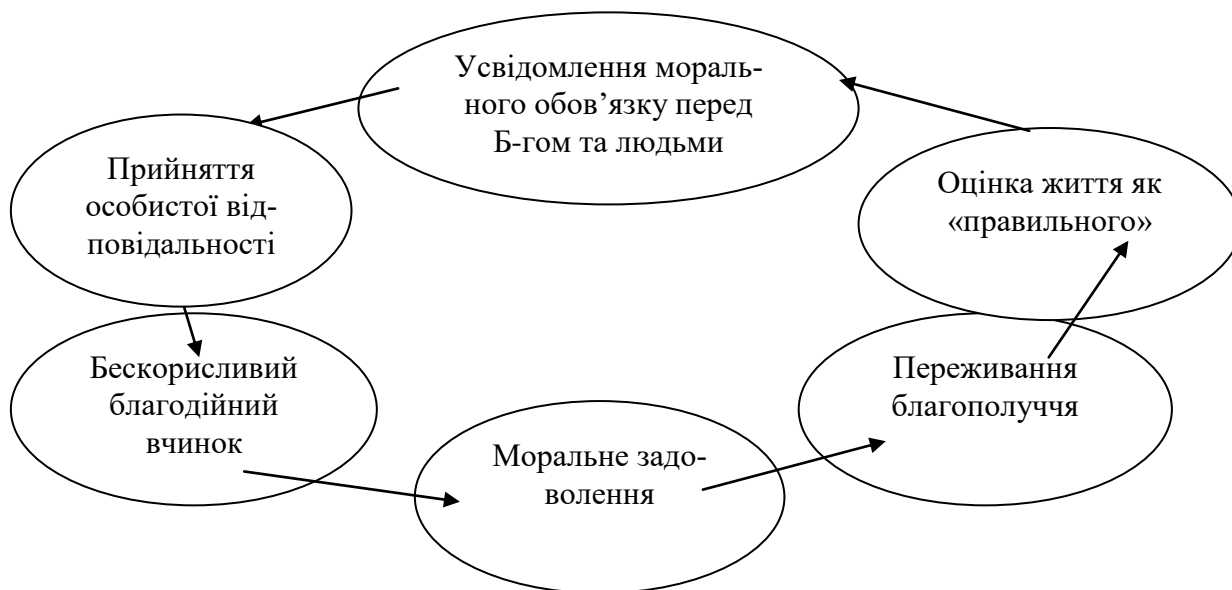 Усвідомлення мораль-
ного обов’язку перед
Б-гом та людьми
Прийняття
особистої від-
повідальності
Бескорисливий
благодійний
вчинок
Моральне задо-
волення
Переживання
благополуччя
Оцінка життя як
«правильного»